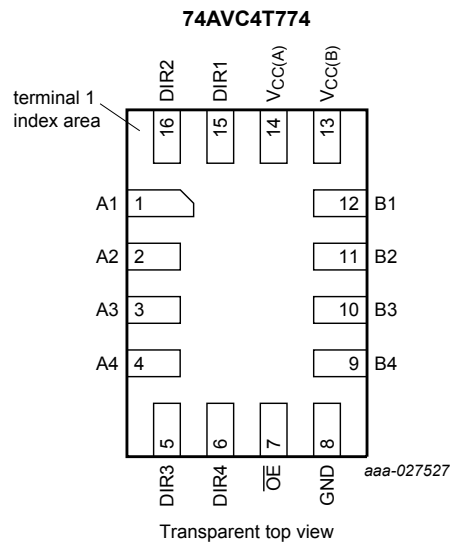 74AVC4T774
DIR2
DIR1
VCC(A)
VCC(B)
terminal 1
index area
16
15
14
13
A1 1
12 B1
A2 2
11 B2
A3 3
10 B3
A4 4
9 B4
5
6
7
8
DIR3
DIR4
O̅E̅
GND
aaa-027527
Transparent top view